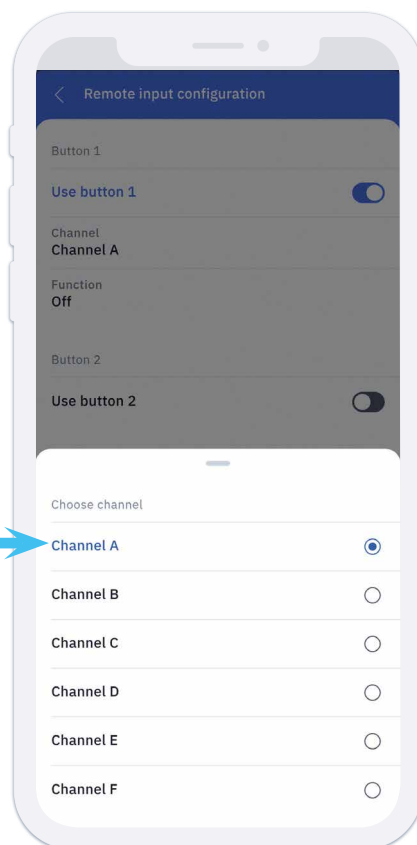 Remote input configuration
Button 1
Use button 1
Channel
Channel A
Function
Off
Button 2
Use button 2
Choose channel
Channel A
Channel B
Channel C
Channel D
Channel E
Channel F